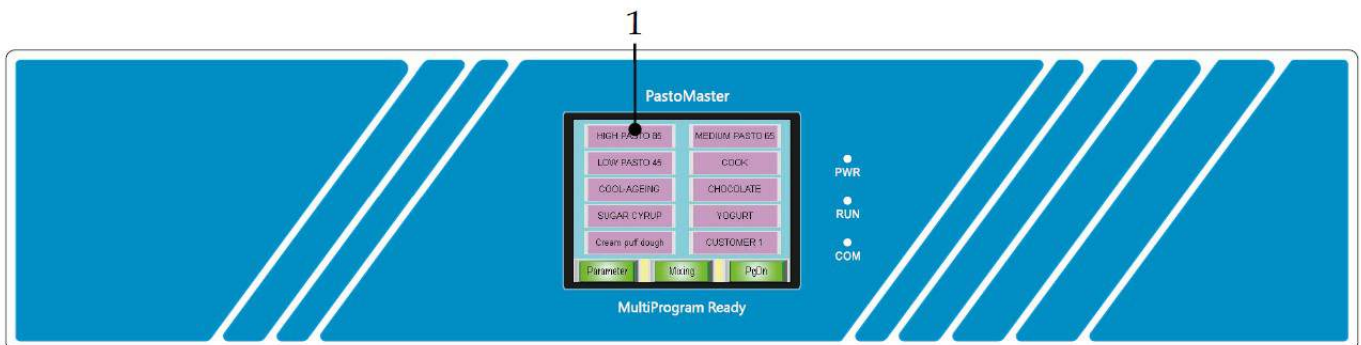 1
PastoMaster
HIGH PASTO 85
MEDIUM PASTO 65
LOW PASTO 45
COOK
COOL-AGEING
CHOCOLATE
SUGAR CYRUP
YOGURT
Cream puff dough
CUSTOMER 1
Parameter
Mixing
PgDn
MultiProgram Ready
PWR
RUN
COM